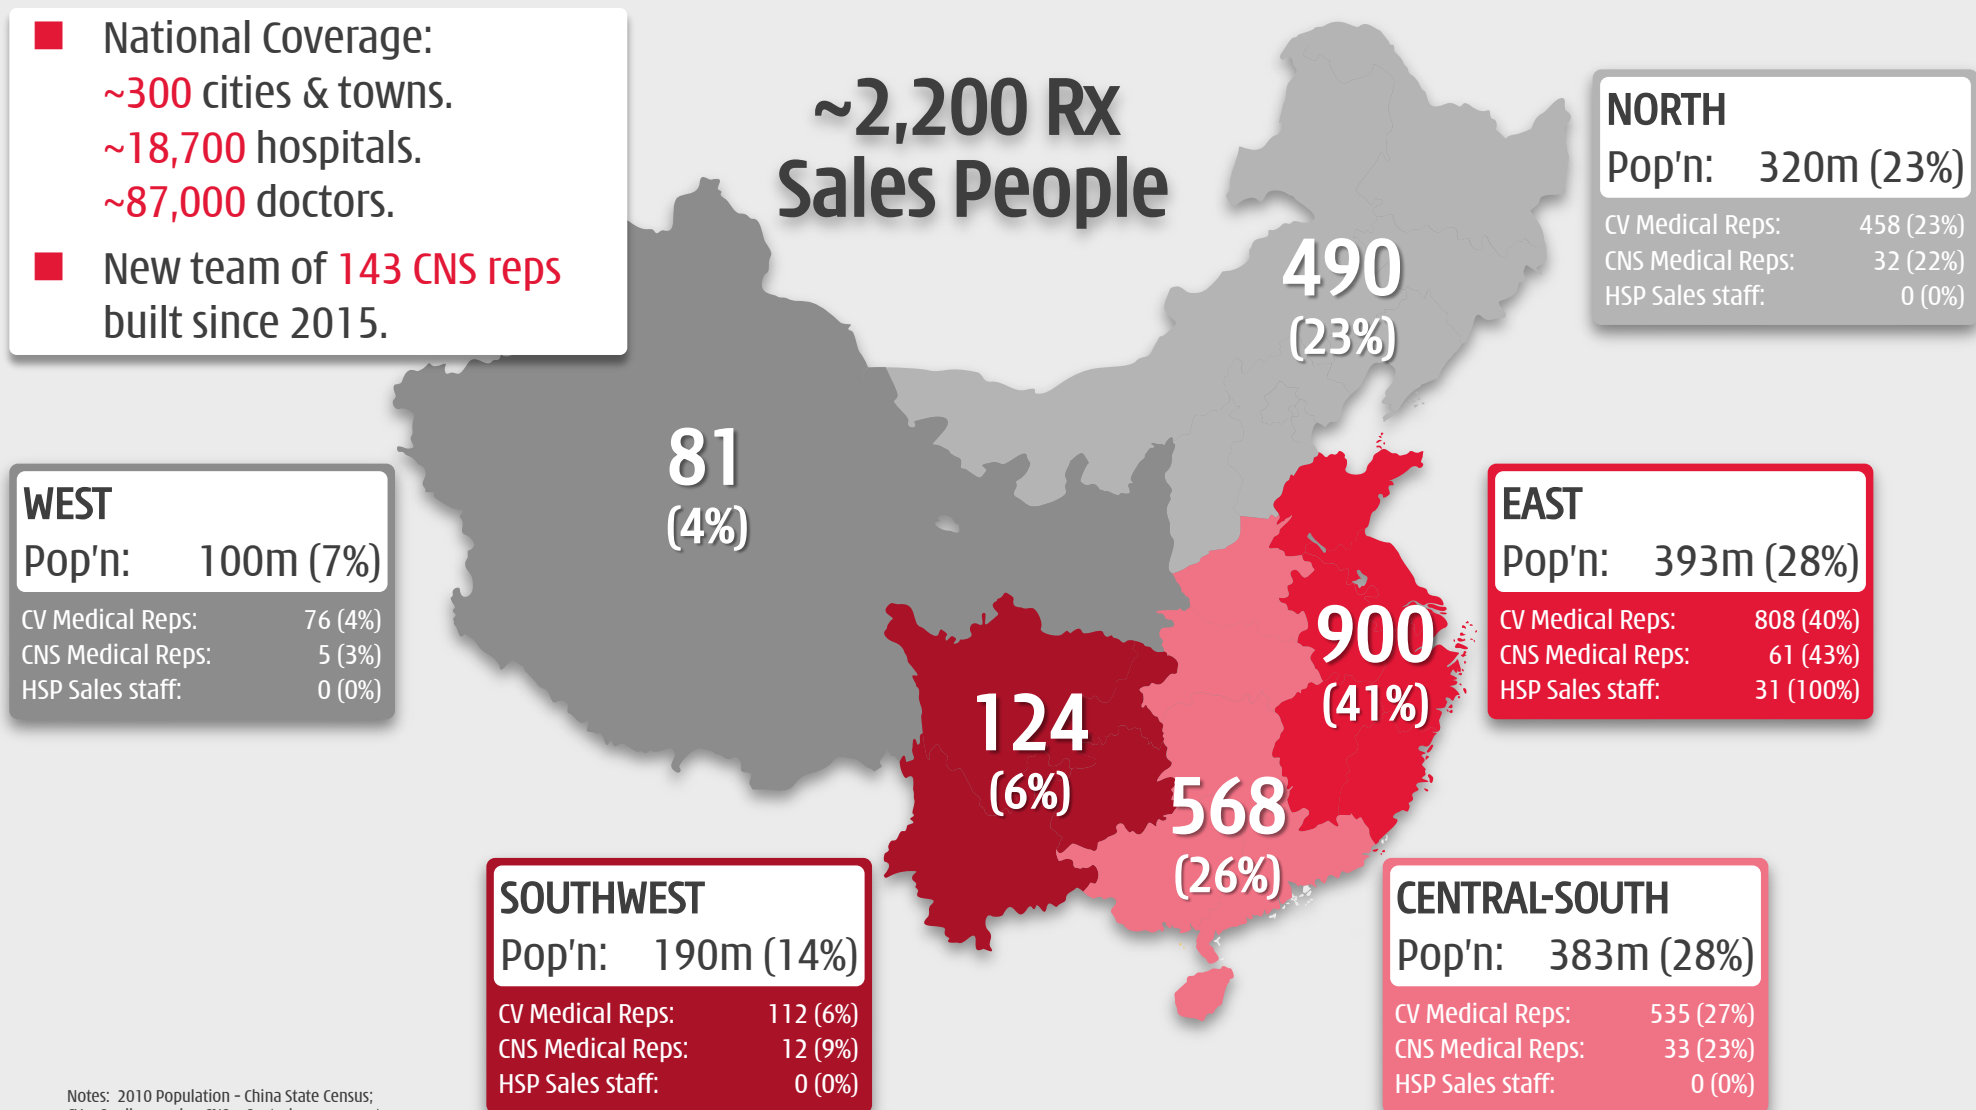 National Coverage:
~300 cities & towns.
~18,700 hospitals.
~87,000 doctors.
New team of 143 CNS reps
built since 2015.
~2,200 Rx
Sales People
NORTH
Pop'n: 320m (23%)
CV Medical Reps: 458 (23%)
CNS Medical Reps: 32 (22%)
HSP Sales staff: 0 (0%)
490
(23%)
81
(4%)
WEST
Pop'n: 100m (7%)
CV Medical Reps: 76 (4%)
CNS Medical Reps: 5 (3%)
HSP Sales staff: 0 (0%)
EAST
Pop'n: 393m (28%)
CV Medical Reps: 808 (40%)
CNS Medical Reps: 61 (43%)
HSP Sales staff: 31 (100%)
900
(41%)
124
(6%)
568
(26%)
SOUTHWEST
Pop'n: 190m (14%)
CV Medical Reps: 112 (6%)
CNS Medical Reps: 12 (9%)
HSP Sales staff: 0 (0%)
CENTRAL-SOUTH
Pop'n: 383m (28%)
CV Medical Reps: 535 (27%)
CNS Medical Reps: 33 (23%)
HSP Sales staff: 0 (0%)
Notes: 2010 Population – China State Census;